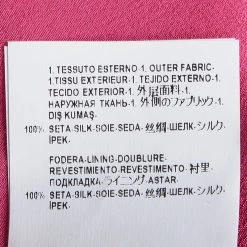 1. TESSUTO ESTERNO · 1. OUTER FABRIC ·
1. TISSU EXTERIEUR · 1. TEJIDO EXTERIOR ·
1. TECIDO EXTERIOR · 1. 外层面料 ·
1. НАРУЖНАЯ ТКАНЬ · 1. 外側のファブリック · 1.
DIŞ KUMAŞ
100% SETA·SILK·SOIE·SEDA· 丝绸·ШЕЛК·シルク·
İPEK
FODERA·LINING·DOUBLURE·
REVESTIMIENTO·REVESTIMENTO·衬里·
ПОДКЛАДКА·ライニング·ASTAR
100% SETA·SILK·SOIE·SEDA· 丝绸·ШЕЛК·シルク·
İPEK